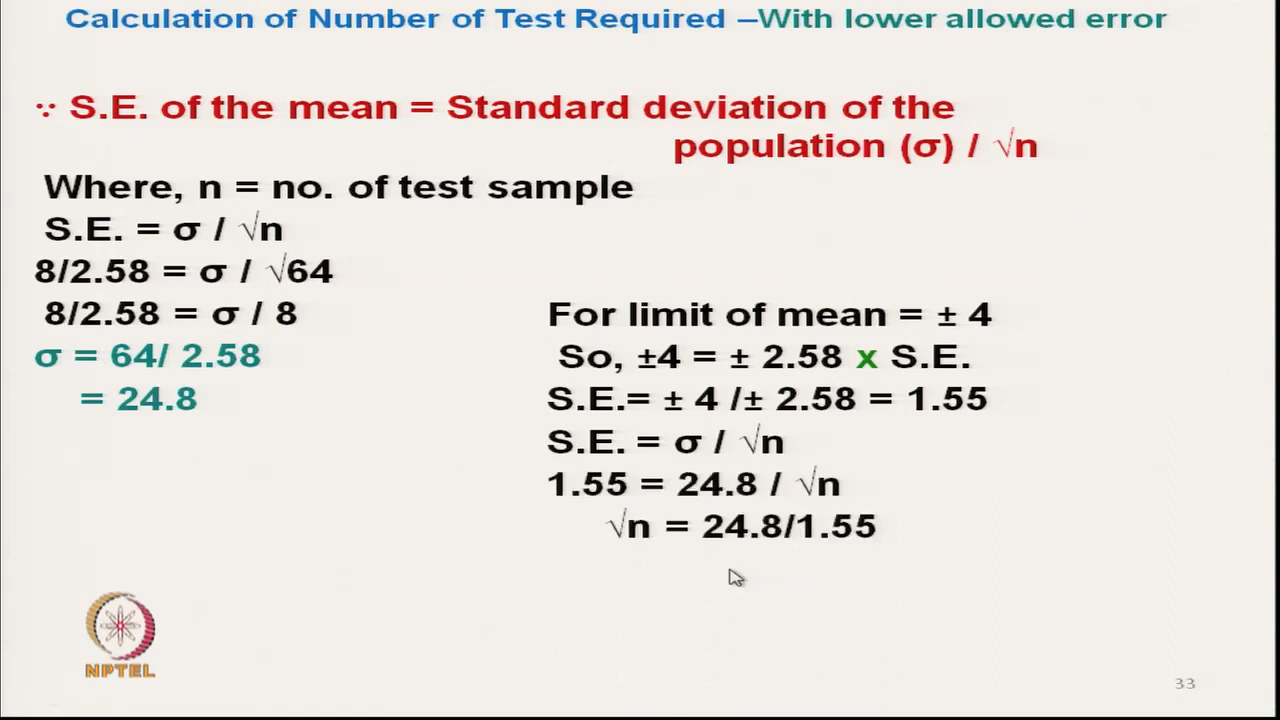 Calculation of Number of Test Required –With lower allowed error
∵ S.E. of the mean = Standard deviation of the
population (σ) / √n
Where, n = no. of test sample
S.E. = σ / √n
8/2.58 = σ / √64
8/2.58 = σ / 8
σ = 64/ 2.58
= 24.8
For limit of mean = ± 4
So, ±4 = ± 2.58 x S.E.
S.E.= ± 4 /± 2.58 = 1.55
S.E. = σ / √n
1.55 = 24.8 / √n
√n = 24.8/1.55
NPTEL
33